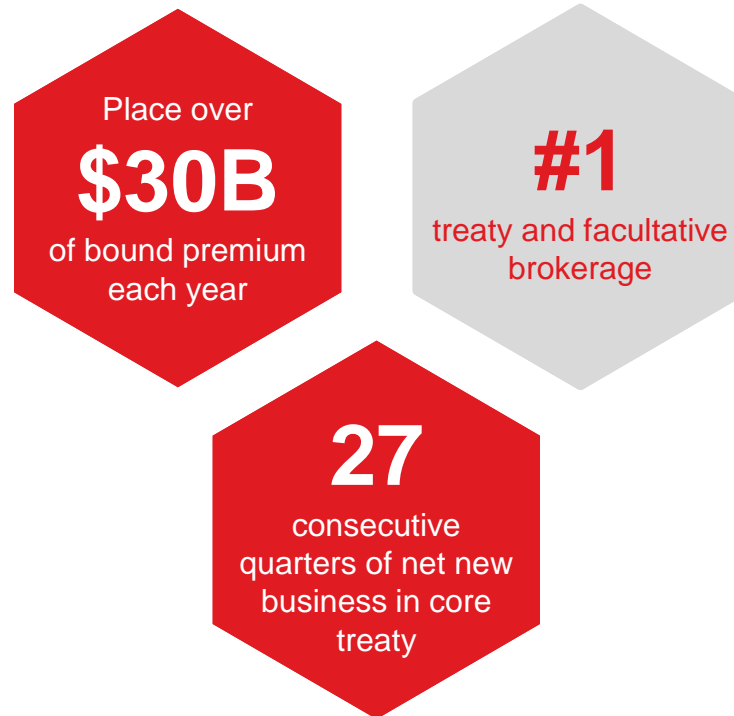 Place over
$30B
of bound premium
each year
#1
treaty and facultative
brokerage
27
consecutive
quarters of net new
business in core
treaty